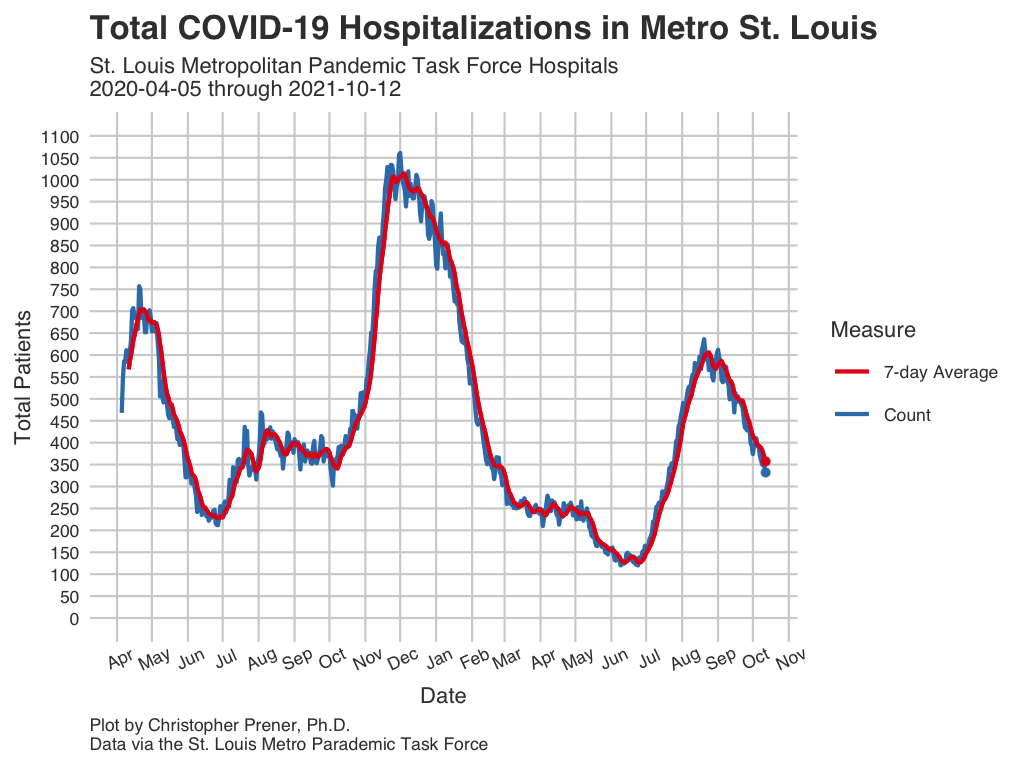 Total COVID-19 Hospitalizations in Metro St. Louis
St. Louis Metropolitan Pandemic Task Force Hospitals
2020-04-05 through 2021-10-12
1100
1050
1000
950
900
850
800
750
700
650
600
550
500
450
400
350
300
250
200
150
100
50
0
Total Patients
Apr May Jun Jul Aug Sep Oct Nov Dec Jan Feb Mar Apr May Jun Jul Aug Sep Oct Nov
Date
Measure
7-day Average
Count
Plot by Christopher Prener, Ph.D.
Data via the St. Louis Metro Parademic Task Force